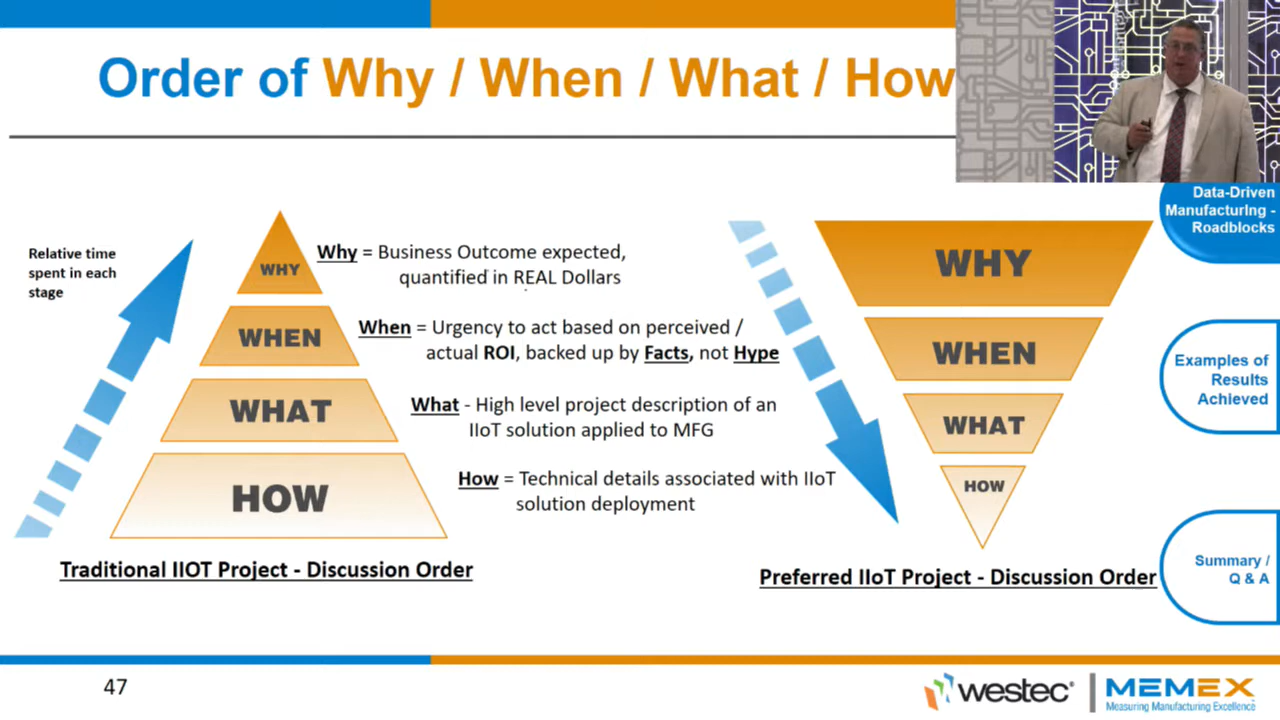 Order of Why / When / What / How
Data-Driven
Manufacturing -
Roadblocks
Relative time
spent in each
stage
WHY
WHEN
WHAT
HOW
Why = Business Outcome expected,
quantified in REAL Dollars
When = Urgency to act based on perceived /
actual ROI, backed up by Facts, not Hype
What - High level project description of an
IIoT solution applied to MFG
How = Technical details associated with IIoT
solution deployment
WHY
WHEN
WHAT
HOW
Examples of
Results
Achieved
Summary /
Q & A
Traditional IIOT Project - Discussion Order
Preferred IIoT Project - Discussion Order
47
westec®
MEMEX
Measuring Manufacturing Excellence